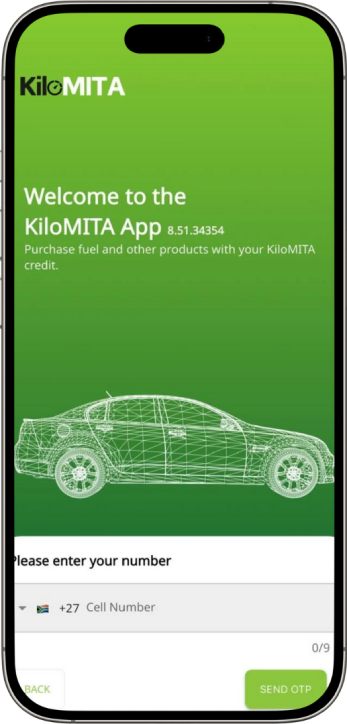 KiloMITA
Welcome to the
KiloMITA App 8.51.34354
Purchase fuel and other products with your KiloMITA
credit.
Please enter your number
+27 Cell Number
0/9
BACK
SEND OTP